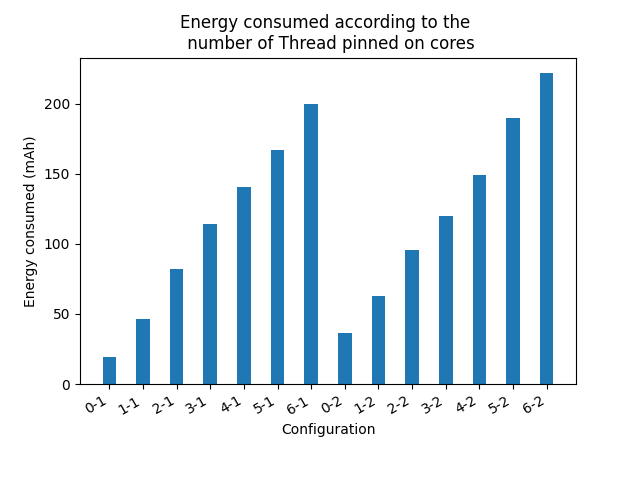 Energy consumed according to the
number of Thread pinned on cores
Energy consumed (mAh)
200
150
100
50
0
0-1 1-1 2-1 3-1 4-1 5-1 6-1 0-2 1-2 2-2 3-2 4-2 5-2 6-2
Configuration